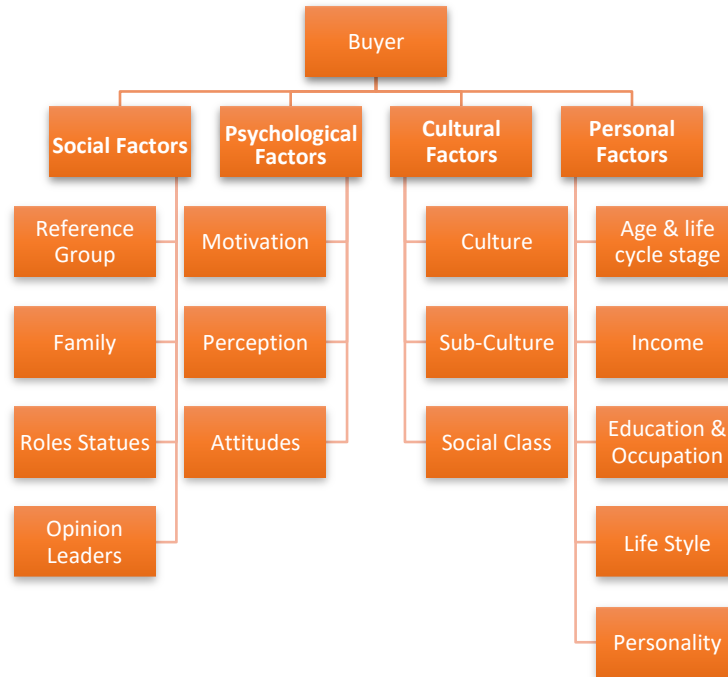 Buyer
Social Factors
Psychological
Factors
Cultural
Factors
Personal
Factors
Reference
Group
Family
Roles Statues
Opinion
Leaders
Motivation
Perception
Attitudes
Culture
Sub-Culture
Social Class
Age & life
cycle stage
Income
Education &
Occupation
Life Style
Personality